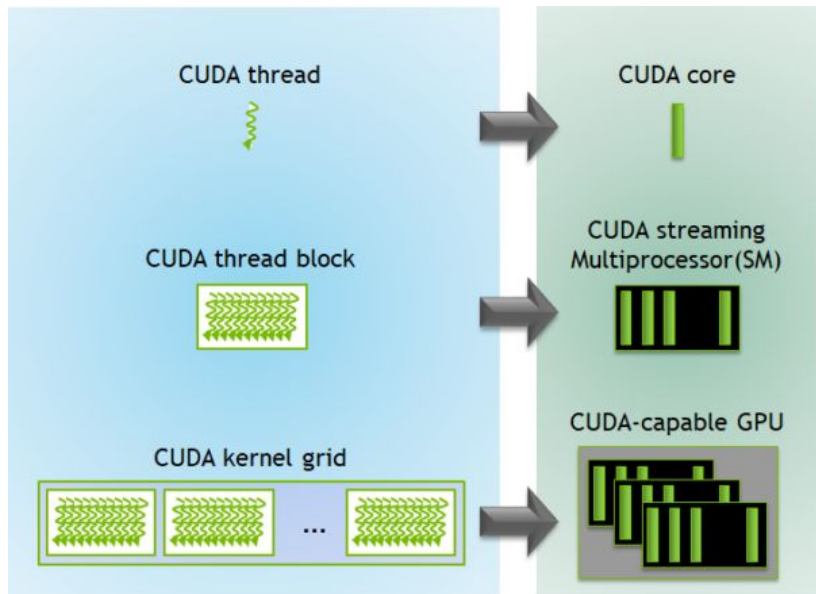 CUDA thread
CUDA core
CUDA thread block
CUDA streaming
Multiprocessor(SM)
CUDA kernel grid
...
CUDA-capable GPU